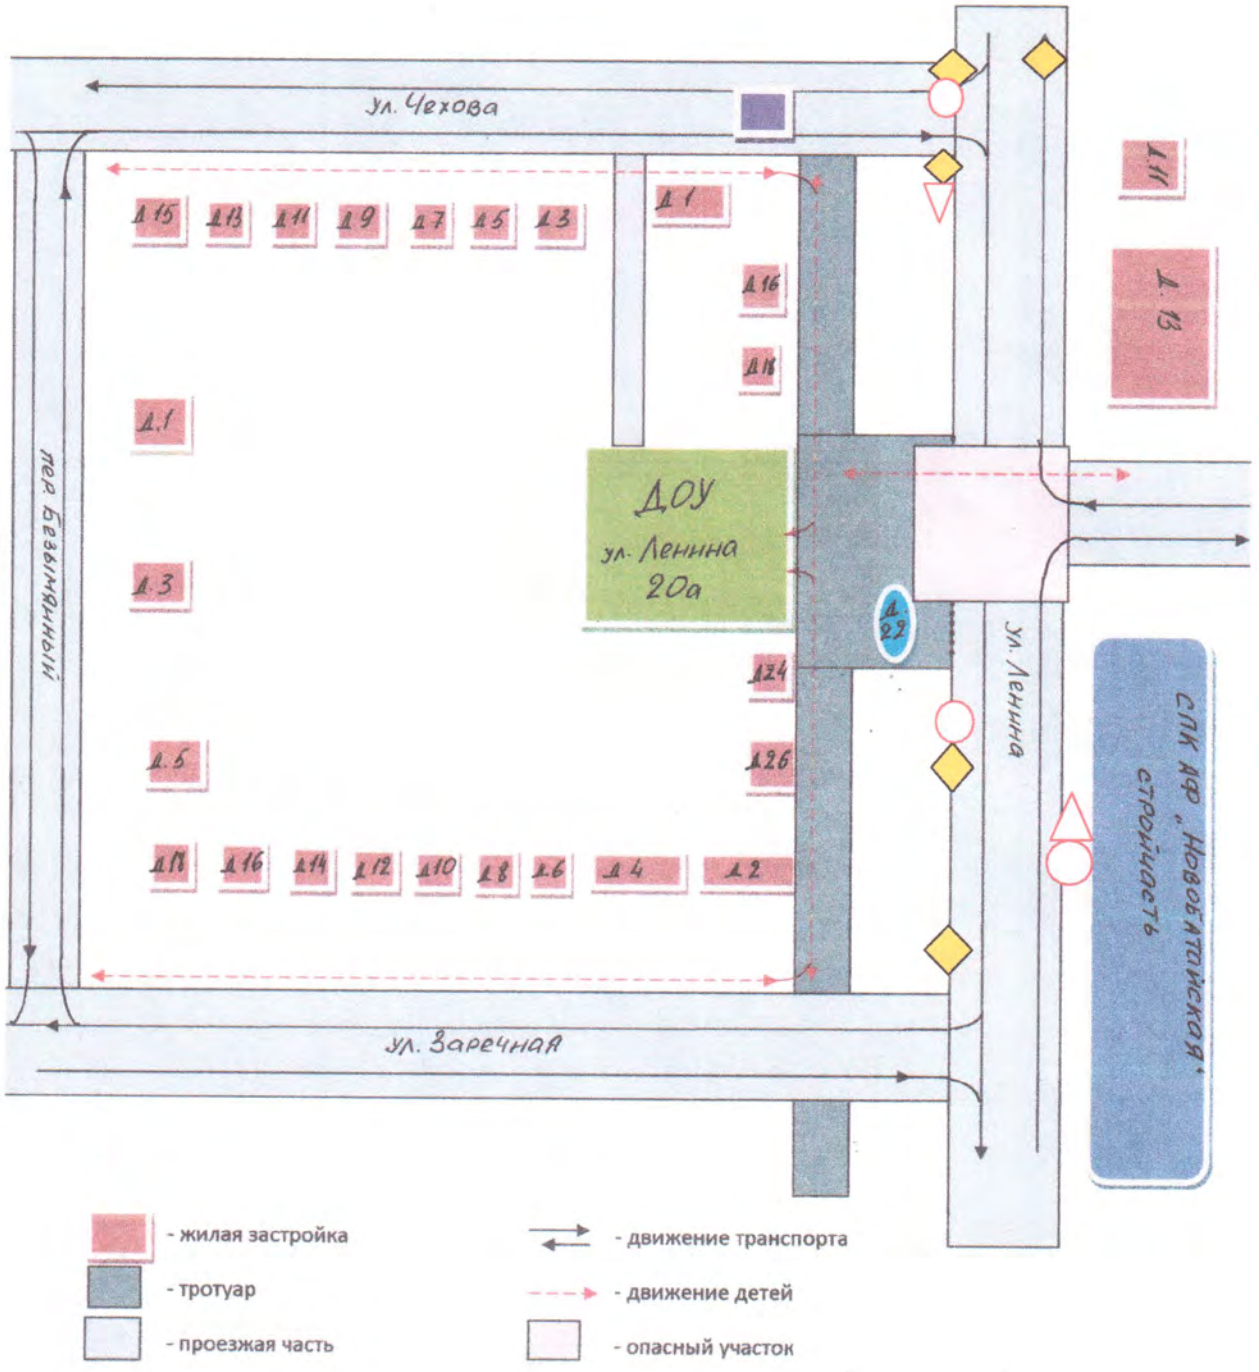 ул. Чехова
д. 11
д 1
д 15
д 13
д 11
д 9
д 7
д 5
д 3
д 16
д. 13
д 18
д. 1
пер. Безымянный
ДОУ
ул. Ленина
20а
д. 3
д. 22
ул. Ленина
д 24
СПК АФ "Новобатайская"
стройчасть
д. 5
д 26
д 18
д 16
д 14
д 12
д 10
д 8
д 6
д 4
д 2
ул. Заречная
- жилая застройка
- движение транспорта
- тротуар
- движение детей
- проезжая часть
- опасный участок